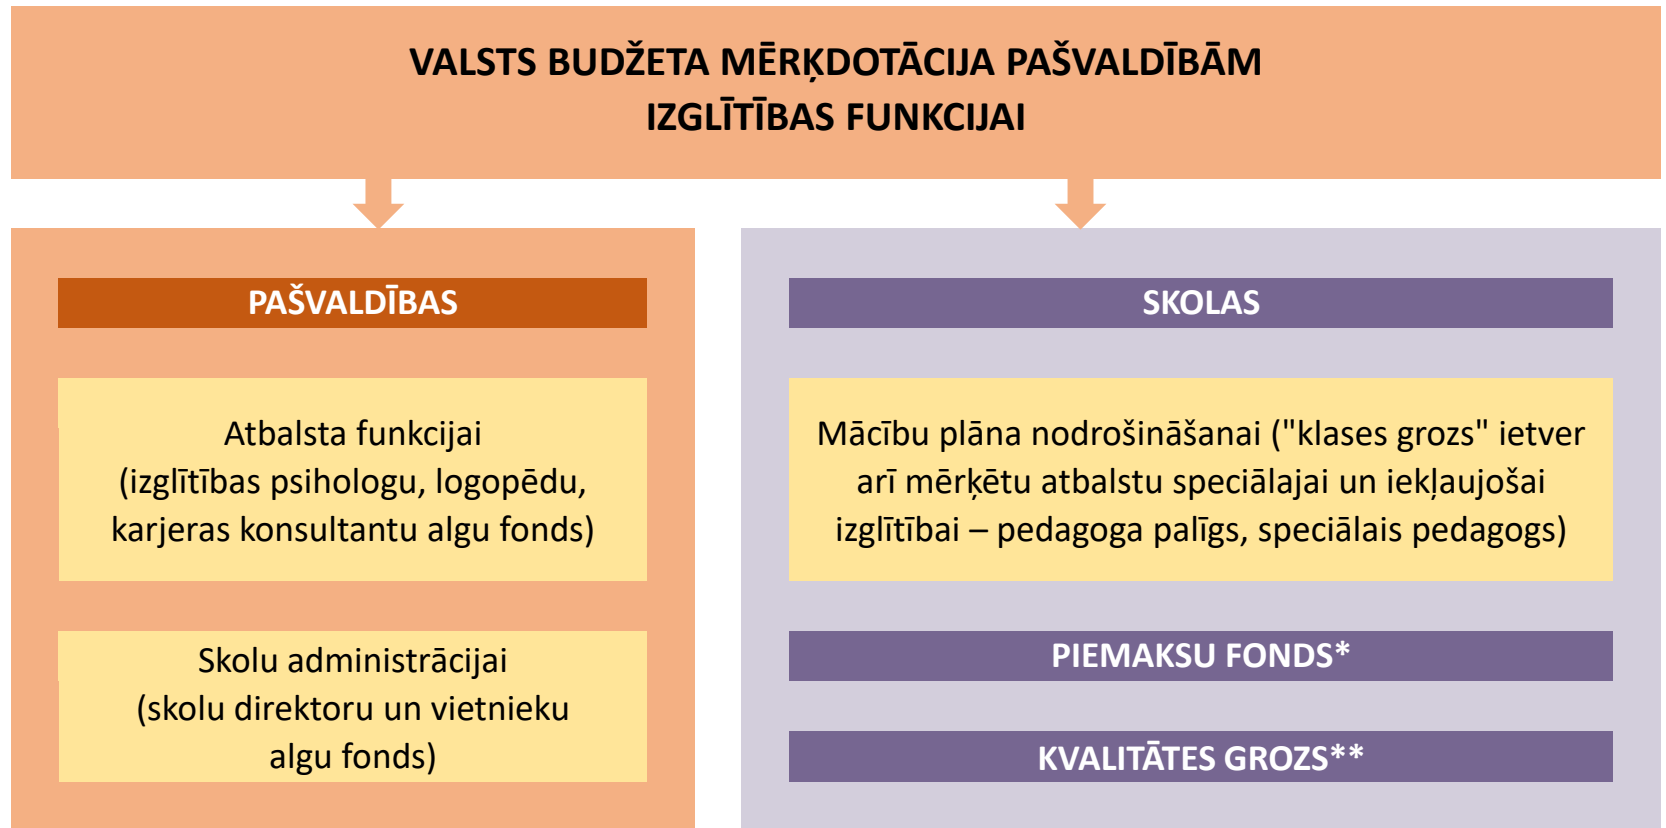 VALSTS BUDŽETA MĒRĶDOTĀCIJA PAŠVALDĪBĀM
IZGLĪTĪBAS FUNKCIJAI
PAŠVALDĪBAS
Atbalsta funkcijai
(izglītības psihologu, logopēdu,
karjeras konsultantu algu fonds)
Skolu administrācijai
(skolu direktoru un vietnieku
algu fonds)
SKOLAS
Mācību plāna nodrošināšanai ("klases grozs" ietver
arī mērķētu atbalstu speciālajai un iekļaujošai
izglītībai – pedagoga palīgs, speciālais pedagogs)
PIEMAKSU FONDS*
KVALITĀTES GROZS**